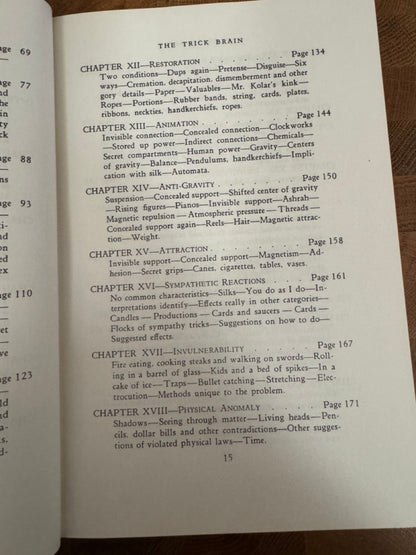 age 69
age 77
age 88
age 93
age 110
age 123
THE TRICK BRAIN
CHAPTER XII—RESTORATION . . . . . . Page 134
Two conditions—Dups again—Pretense—Disguise—Six
ways—Cremation, decapitation, dismemberment and other
gory details—Paper—Valuables—Mr. Kolar's kink—
Ropes—Portions—Rubber bands, string, cards, plates,
ribbons, neckties, handkerchiefs, ropes.
CHAPTER XIII—ANIMATION . . . . . . Page 144
Invisible connection—Concealed connection—Clockworks
—Stored up power—Indirect connections—Chemicals—
Secret compartments—Human power—Gravity—Centers
of gravity—Balance—Pendulums, handkerchiefs—Impli-
cation with silk—Automata.
CHAPTER XIV—ANTI-GRAVITY . . . . . Page 150
Suspension—Concealed support—Shifted center of gravity
—Rising figures—Pianos—Invisible support—Ashrah—
Magnetic repulsion—Atmospheric pressure—Threads—
Concealed support again—Reels—Hair—Magnetic attrac-
tion—Weight.
CHAPTER XV—ATTRACTION . . . . . . Page 158
Invisible support—Concealed support—Magnetism—Ad-
hesion—Secret grips—Canes, cigarettes, tables, vases.
CHAPTER XVI—SYMPATHETIC REACTIONS . . . Page 161
No common characteristics—Silks—You do as I do—In-
terpretations identify—Effects really in other categories—
Candles — Productions — Cards and saucers — Cards —
Flocks of sympathy tricks—Suggestions on how to do—
Suggested effects.
CHAPTER XVII—INVULNERABILITY . . . . . Page 167
Fire eating, cooking steaks and walking on swords—Roll-
ing in a barrel of glass—Kids and a bed of spikes—In a
cake of ice—Traps—Bullet catching—Stretching—Elec-
trocution—Methods unique to the problem.
CHAPTER XVIII—PHYSICAL ANOMALY . . . . Page 171
Shadows—Seeing through matter—Living heads—Pen-
cils, dollar bills and other contradictions—Other sugges-
tions of violated physical laws—Time.
15